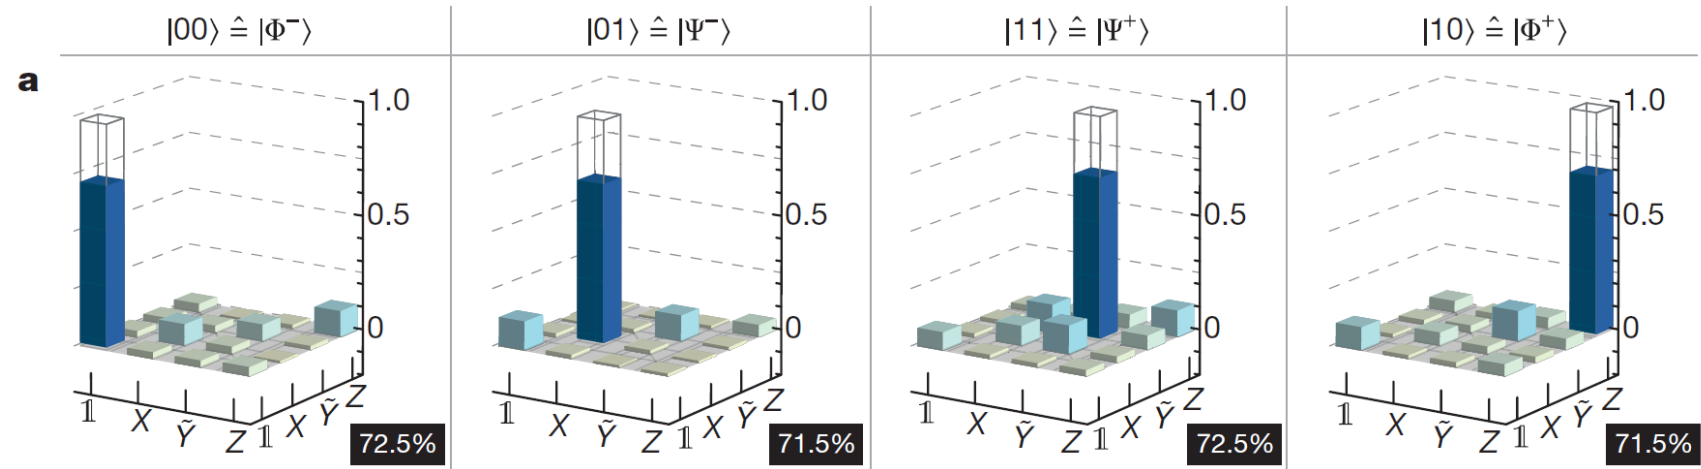 |00⟩ ≙ |Φ⁻⟩
|01⟩ ≙ |Ψ⁻⟩
|11⟩ ≙ |Ψ⁺⟩
|10⟩ ≙ |Φ⁺⟩
a
1.0
0.5
0
𝟙 X Ỹ Z
𝟙 X Ỹ Z
72.5%
1.0
0.5
0
𝟙 X Ỹ Z
𝟙 X Ỹ Z
71.5%
1.0
0.5
0
𝟙 X Ỹ Z
𝟙 X Ỹ Z
72.5%
1.0
0.5
0
𝟙 X Ỹ Z
𝟙 X Ỹ Z
71.5%